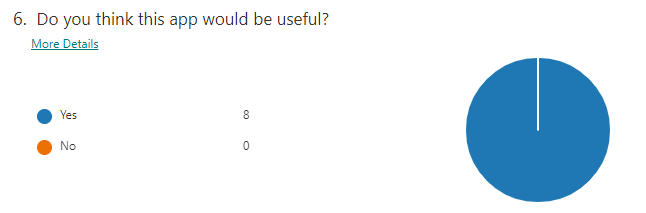 6. Do you think this app would be useful?
More Details
Yes 8
No 0